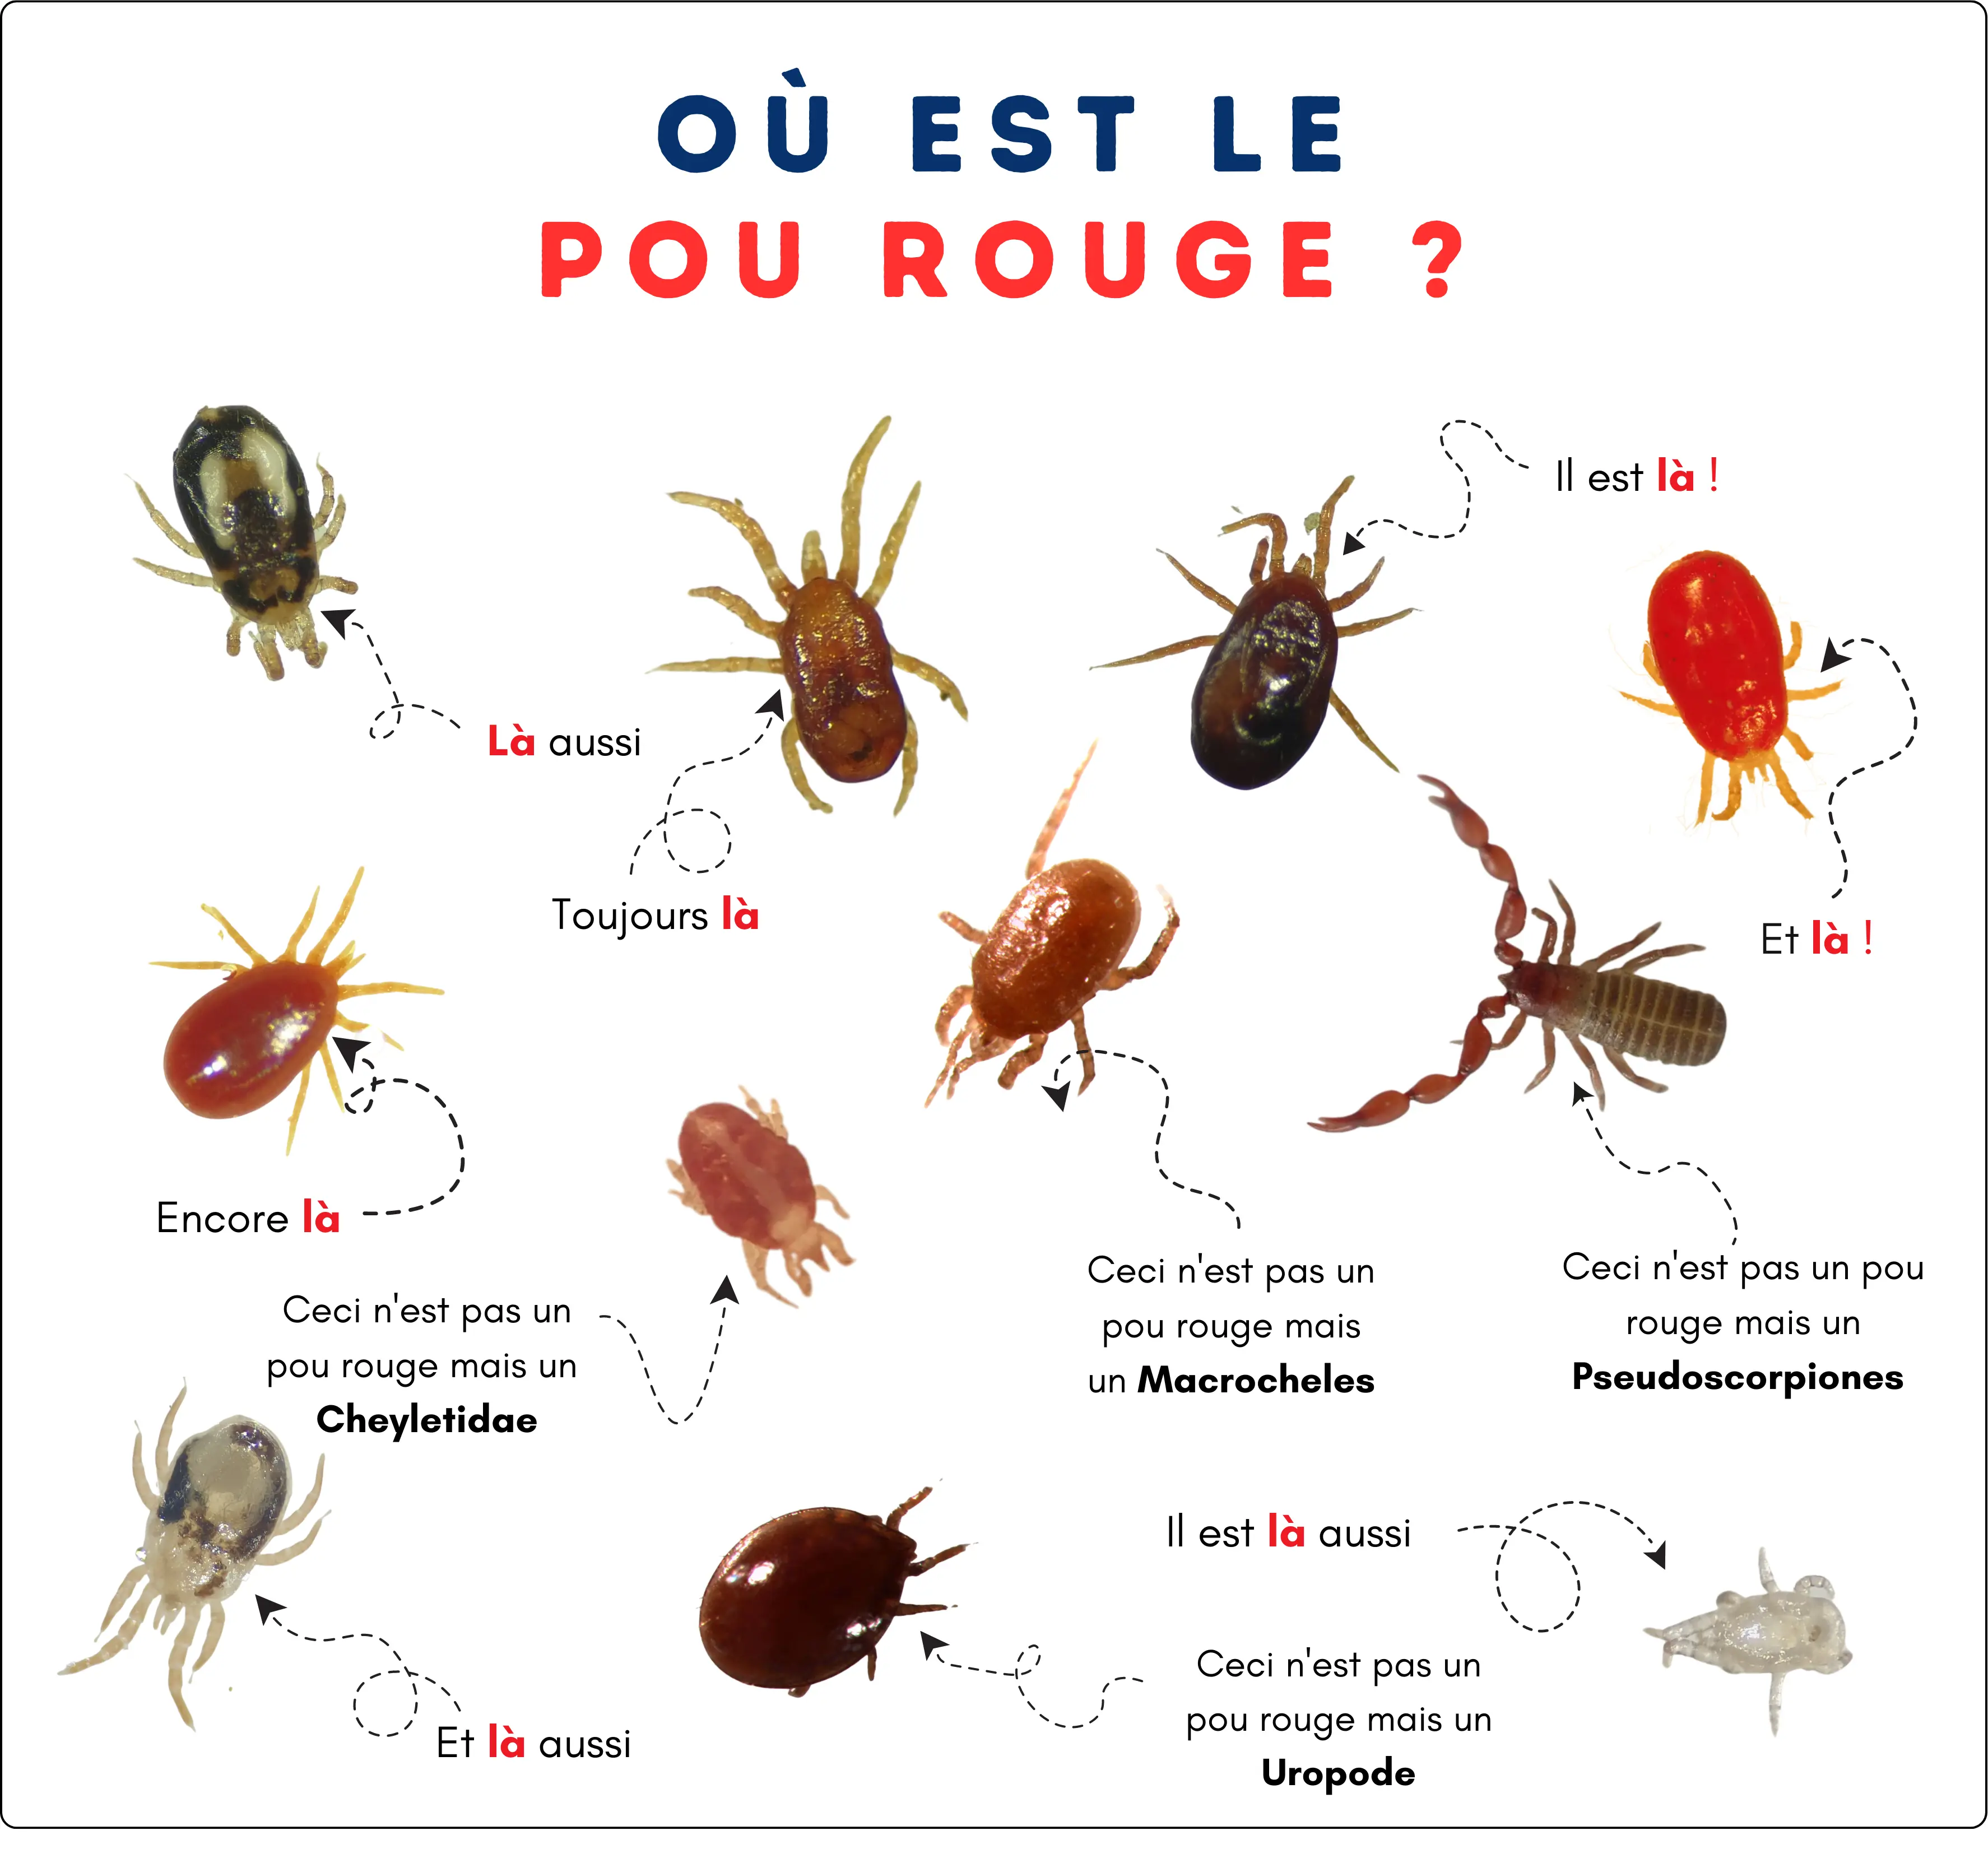 OÙ EST LE
POU ROUGE ?
Il est là !
Là aussi
Toujours là
Et là !
Encore là
Ceci n'est pas un
pou rouge mais
un Macrocheles
Ceci n'est pas un pou
rouge mais un
Pseudoscorpiones
Ceci n'est pas un
pou rouge mais un
Cheyletidae
Il est là aussi
Ceci n'est pas un
pou rouge mais un
Uropode
Et là aussi